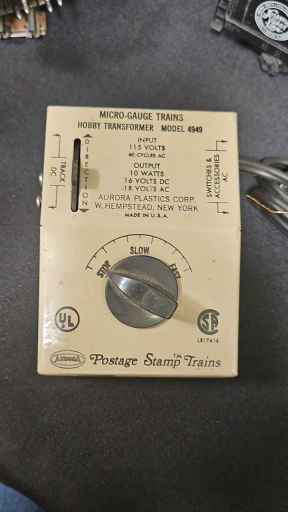 MICRO-GAUGE TRAINS
HOBBY TRANSFORMER MODEL 4949
INPUT
115 VOLTS
60 CYCLES AC
OUTPUT
10 WATTS
16 VOLTS DC
18 VOLTS AC
AURORA PLASTICS CORP.
W. HEMPSTEAD, NEW YORK
MADE IN U.S.A.
TRACK
DC
DIRECTION
SWITCHES &
ACCESSORIES
AC
STOP
SLOW
FAST
UL
LR17416
AURORA
Postage Stamp™ Trains